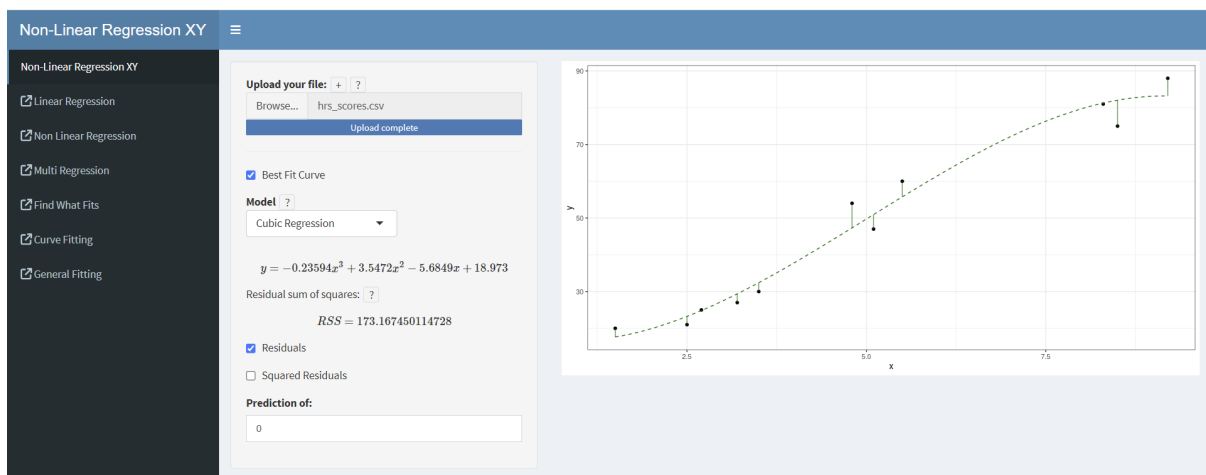 Non-Linear Regression XY
Non-Linear Regression XY
Linear Regression
Non Linear Regression
Multi Regression
Find What Fits
Curve Fitting
General Fitting
Upload your file: + ?
Browse... hrs_scores.csv
Upload complete
Best Fit Curve
Model ?
Cubic Regression
y = −0.23594x³ + 3.5472x² − 5.6849x + 18.973
Residual sum of squares: ?
RSS = 173.167450114728
Residuals
Squared Residuals
Prediction of:
0
90
70
y
50
30
2.5 5.0 7.5
x